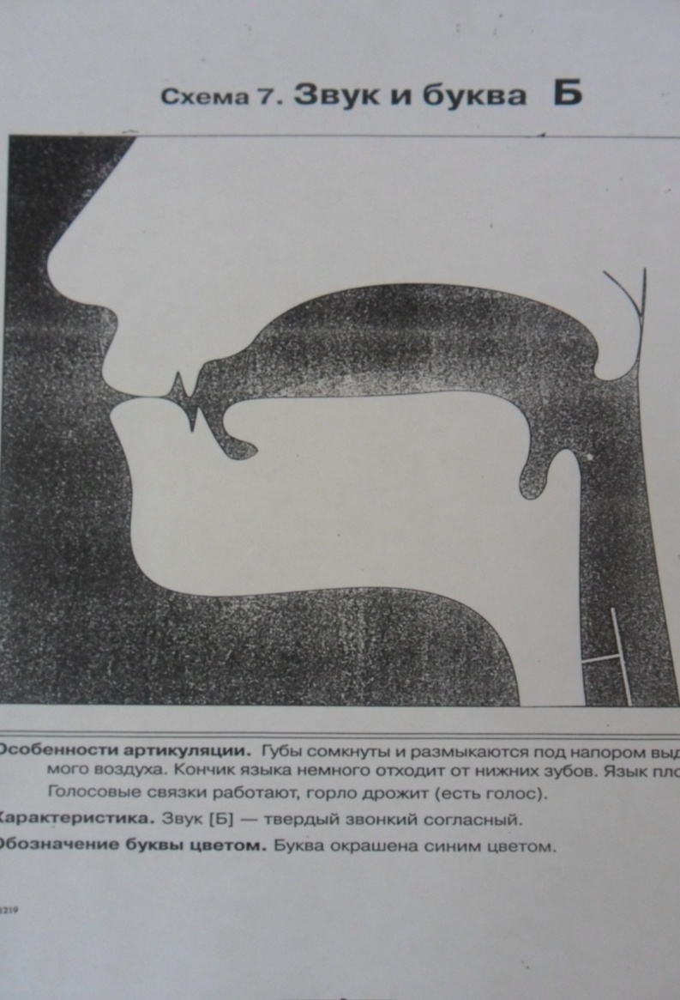 Схема 7. Звук и буква Б
Особенности артикуляции. Губы сомкнуты и размыкаются под напором выд
мого воздуха. Кончик языка немного отходит от нижних зубов. Язык пло
Голосовые связки работают, горло дрожит (есть голос).
Характеристика. Звук [Б] — твердый звонкий согласный.
Обозначение буквы цветом. Буква окрашена синим цветом.